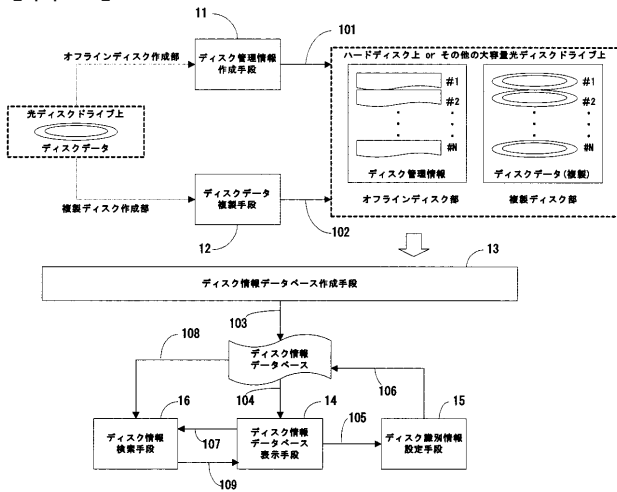 11
101
ハードディスク上 or その他の大容量光ディスクドライブ上
オフラインディスク作成部
ディスク管理情報
作成手段
#1
#2
#N
ディスク管理情報
オフラインディスク部
#1
#2
#N
ディスクデータ(複製)
複製ディスク部
光ディスクドライブ上
ディスクデータ
複製ディスク作成部
ディスクデータ
複製手段
12
102
13
ディスク情報データベース作成手段
103
108
ディスク情報
データベース
106
104
16
14
105
15
ディスク情報
検索手段
107
109
ディスク情報
データベース
表示手段
ディスク識別情報
設定手段